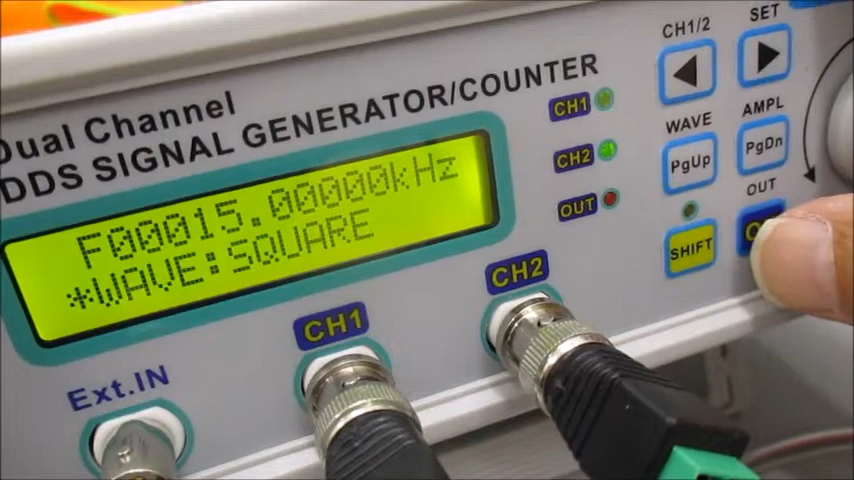 Dual Channel
DDS SIGNAL GENERATOR/COUNTER
F00015.00000kHz
*WAVE:SQUARE
CH1
CH2
OUT
CH1/2
SET
WAVE
AMPL
PgUp
PgDn
OUT
SHIFT
Ext.IN
CH1
CH2